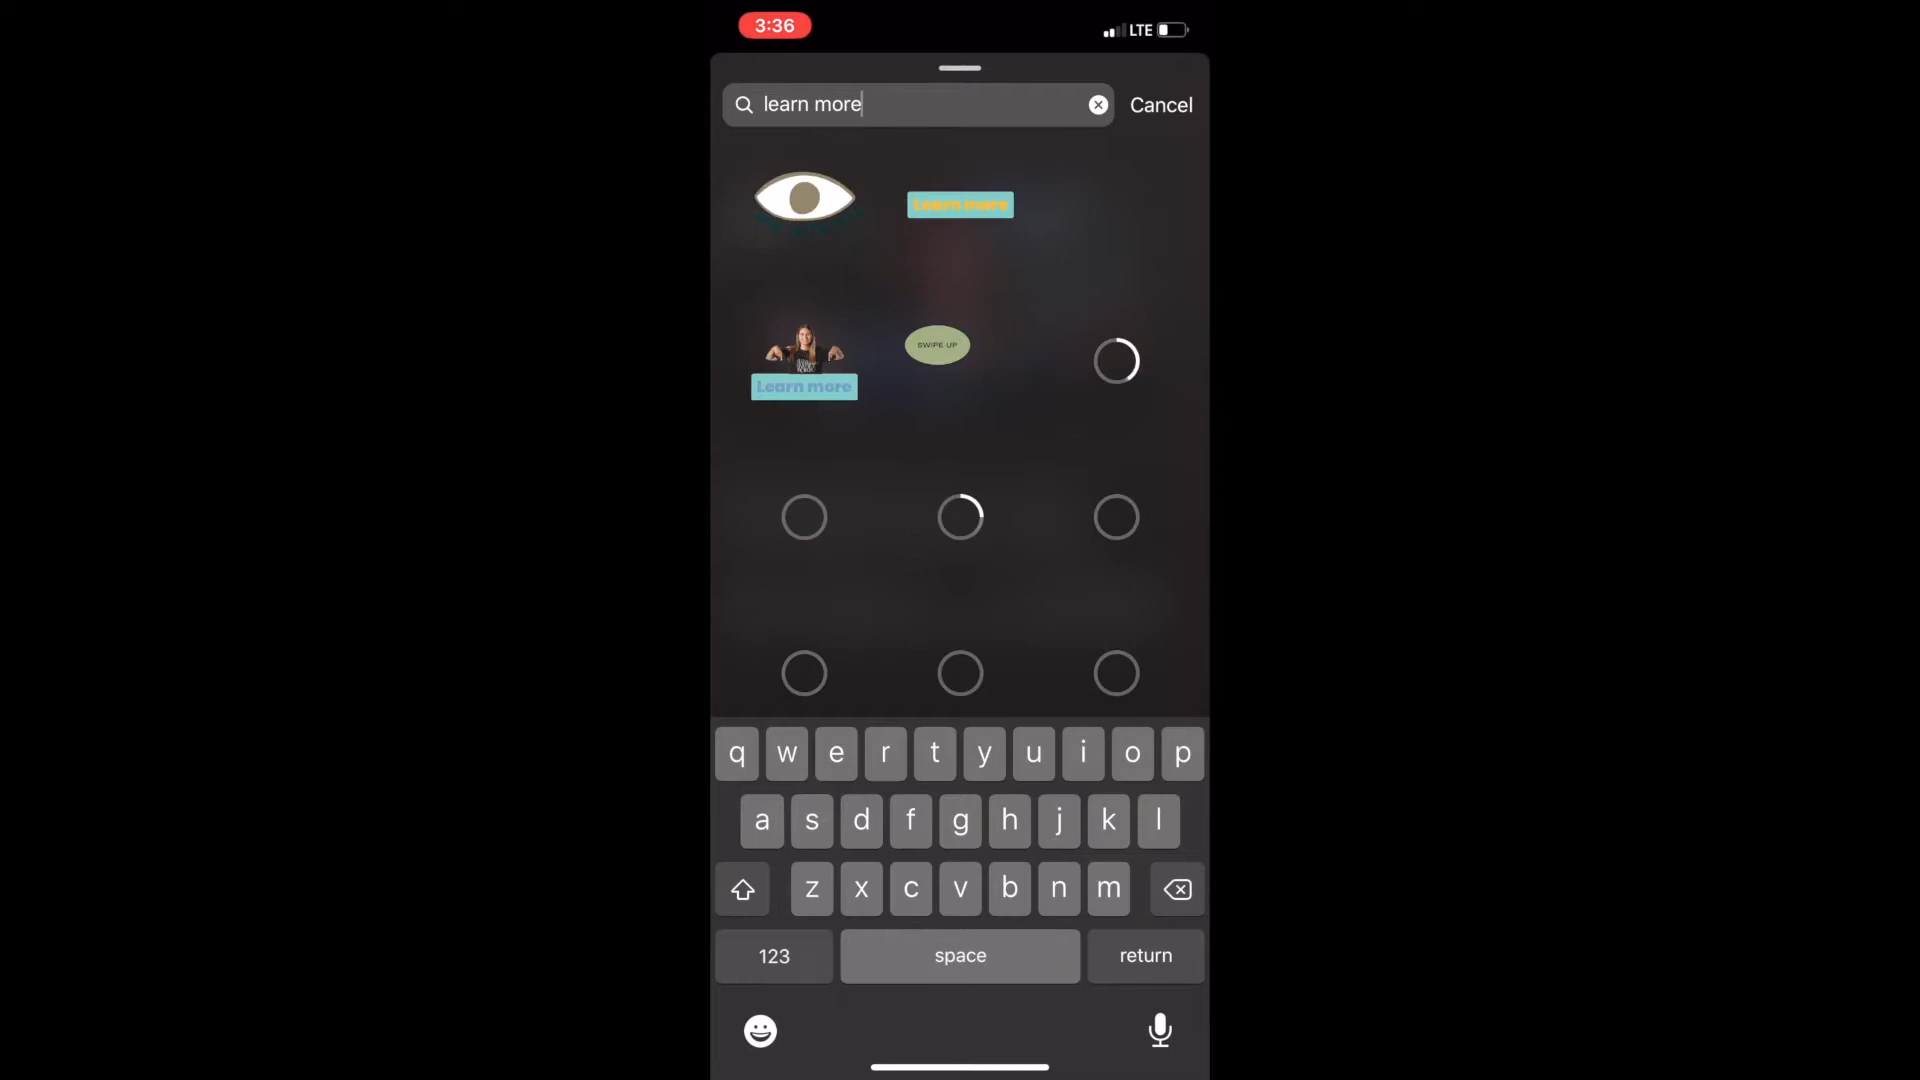 3:36
LTE
learn more
Cancel
Learn more
SWIPE UP
Learn more
q w e r t y u i o p
a s d f g h j k l
z x c v b n m
123 space return